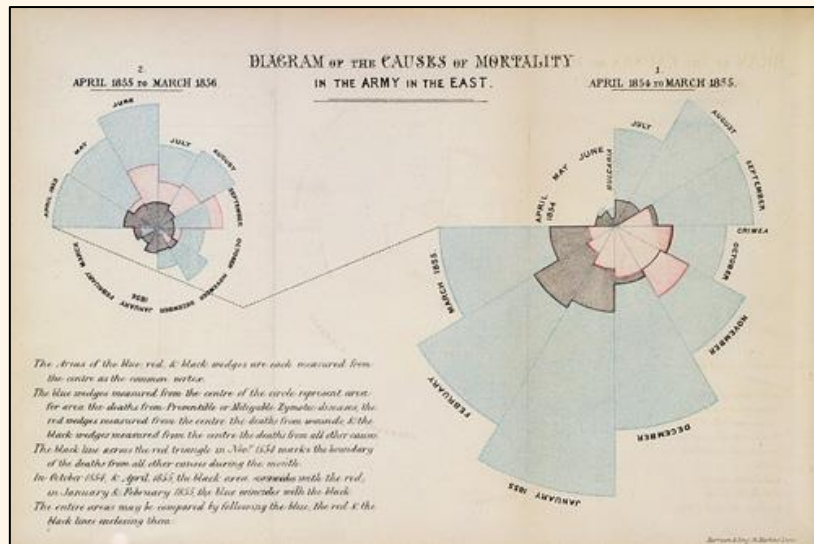 DIAGRAM OF THE CAUSES OF MORTALITY
IN THE ARMY IN THE EAST.
2.
APRIL 1855 TO MARCH 1856
1.
APRIL 1854 TO MARCH 1855.
APRIL 1855
MAY
JUNE
JULY
AUGUST
SEPTEMBER
OCTOBER
NOVEMBER
DECEMBER
JANUARY 1856
FEBRUARY
MARCH
APRIL 1854
MAY
JUNE
BULGARIA
JULY
AUGUST
SEPTEMBER
CRIMEA
OCTOBER
NOVEMBER
DECEMBER
JANUARY 1855
FEBRUARY
MARCH 1855
The Areas of the blue, red, & black wedges are each measured from
the centre as the common vertex.
The blue wedges measured from the centre of the circle represent area
for area the deaths from Preventible or Mitigable Zymotic diseases, the
red wedges measured from the centre the deaths from wounds, & the
black wedges measured from the centre the deaths from all other causes.
The black line across the red triangle in Nov.r 1854 marks the boundary
of the deaths from all other causes during the month.
In October 1854, & April 1855, the black area coincides with the red,
in January & February 1855, the blue coincides with the black.
The entire areas may be compared by following the blue, the red & the
black lines enclosing them.